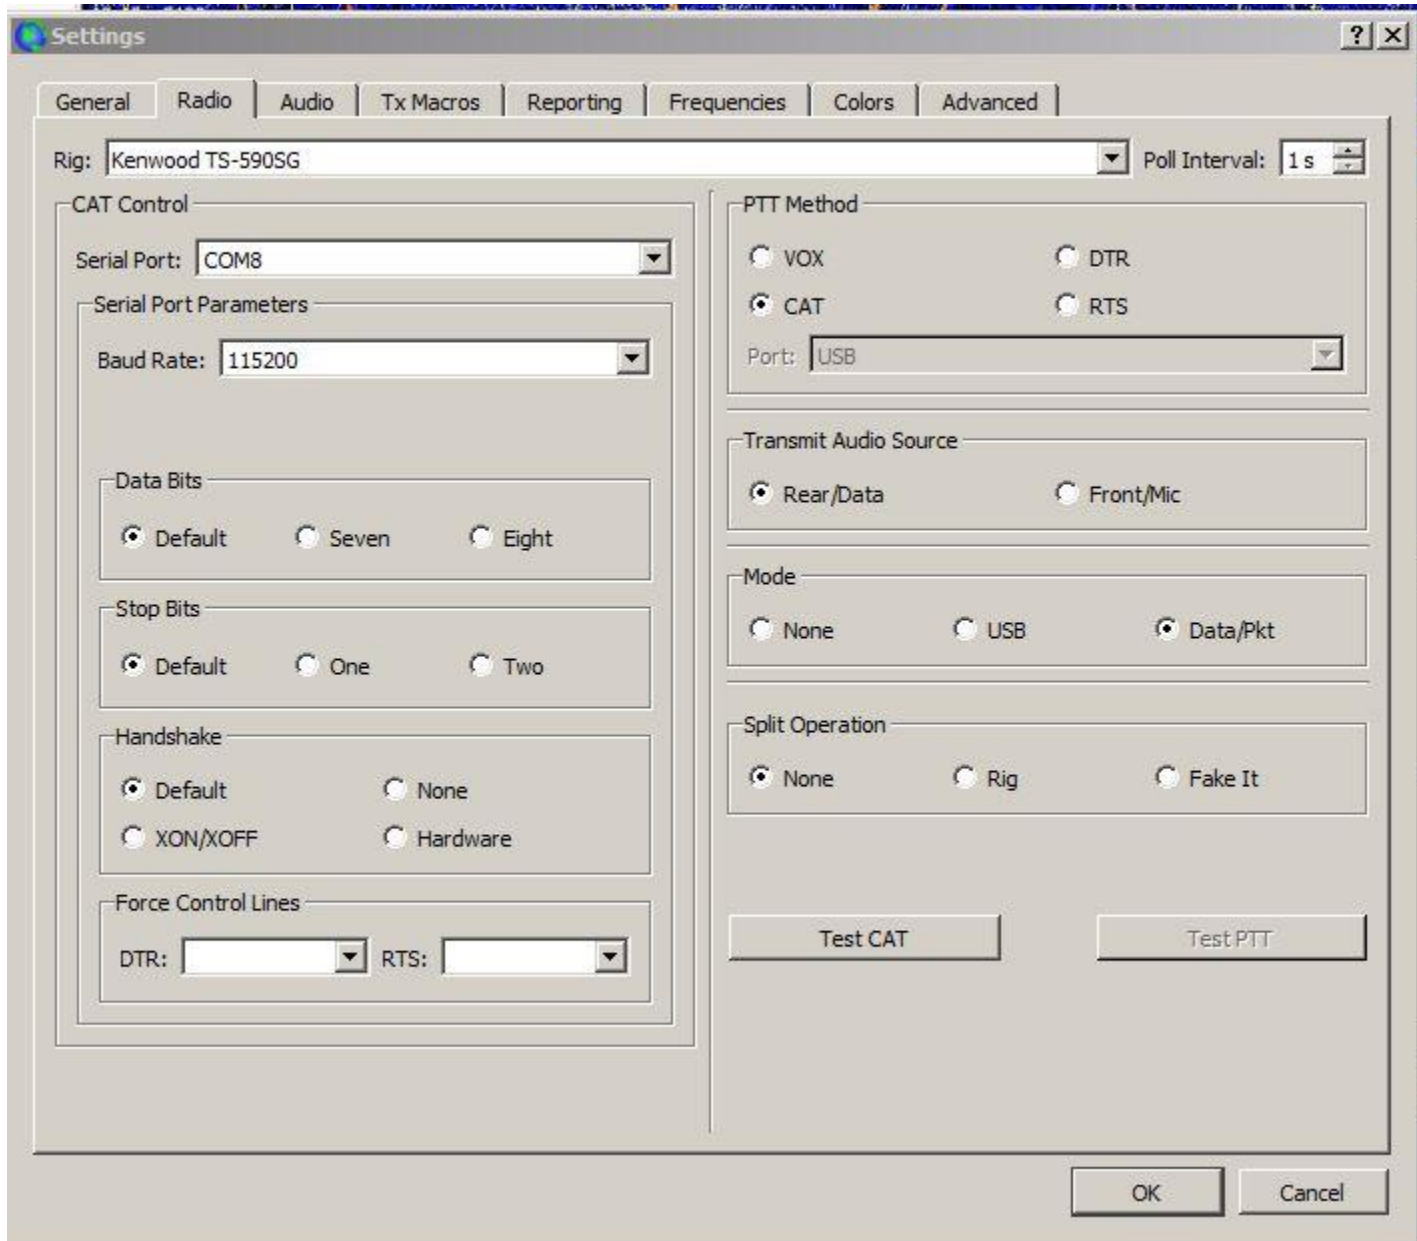 Settings
General Radio Audio Tx Macros Reporting Frequencies Colors Advanced
Rig: Kenwood TS-590SG Poll Interval: 1 s
CAT Control
Serial Port: COM8
Serial Port Parameters
Baud Rate: 115200
Data Bits
Default Seven Eight
Stop Bits
Default One Two
Handshake
Default None
XON/XOFF Hardware
Force Control Lines
DTR: RTS:
PTT Method
VOX DTR
CAT RTS
Port: USB
Transmit Audio Source
Rear/Data Front/Mic
Mode
None USB Data/Pkt
Split Operation
None Rig Fake It
Test CAT Test PTT
OK Cancel